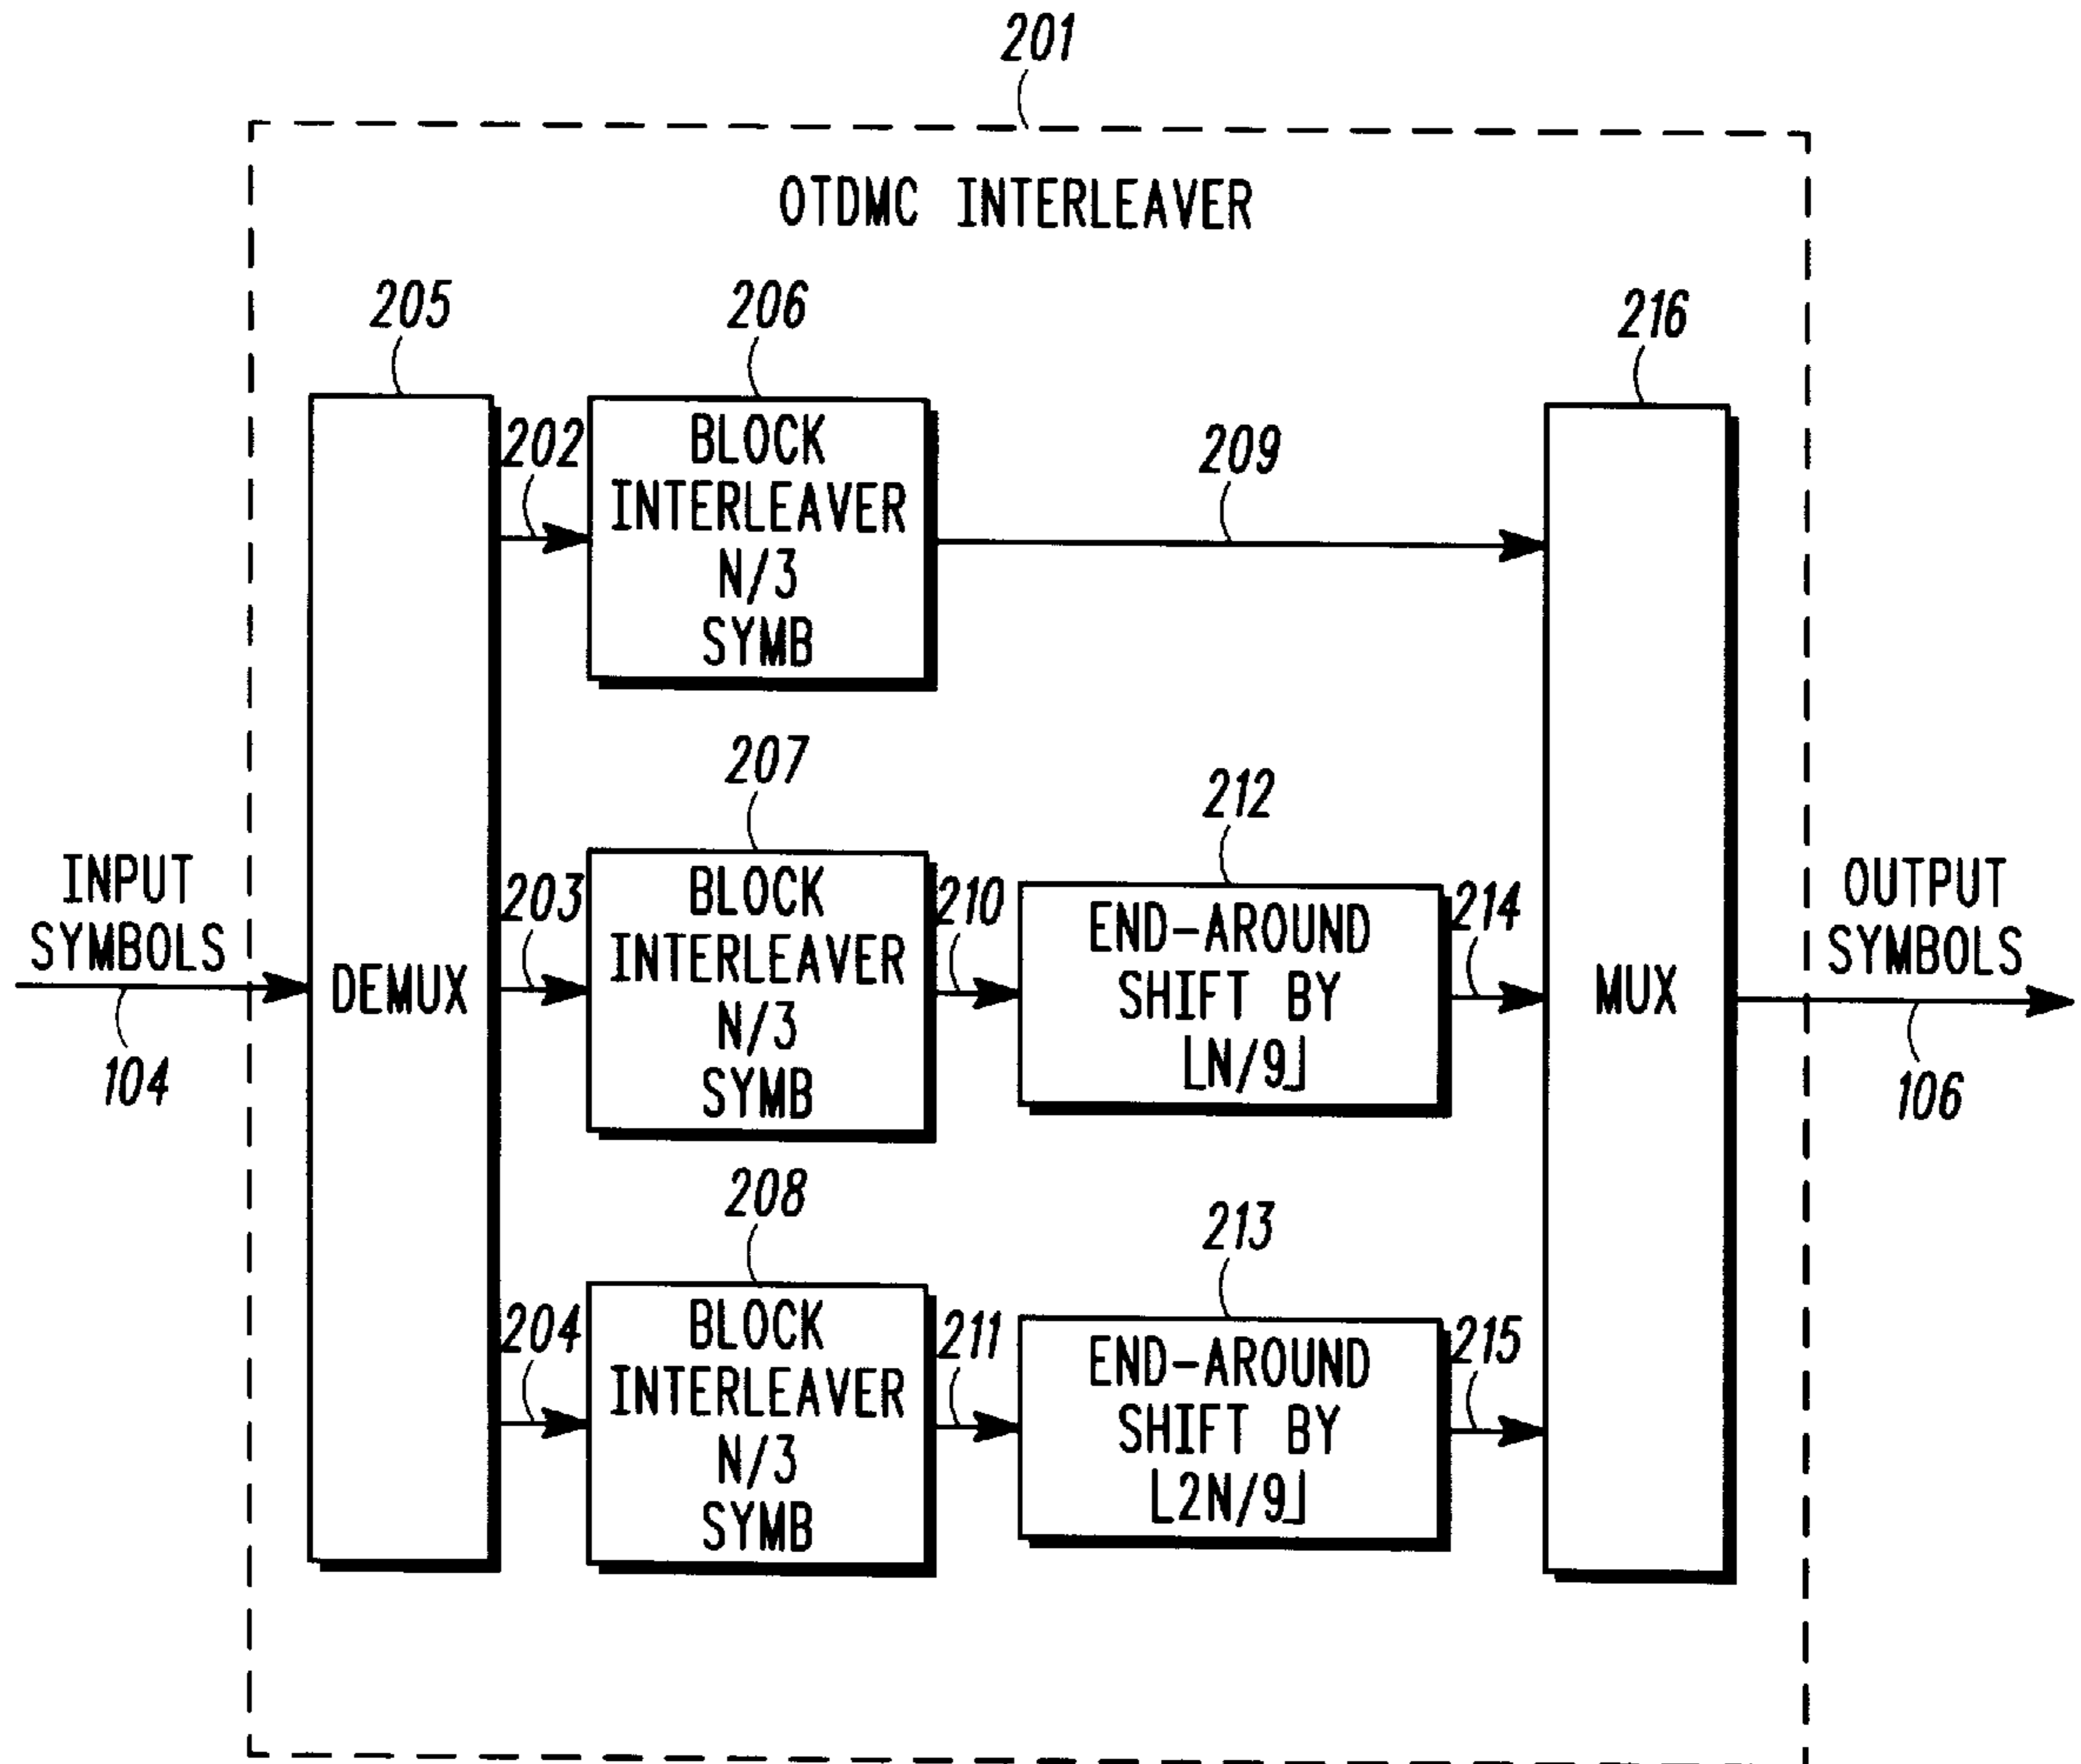 201
OTDMC INTERLEAVER
205
206
216
202
BLOCK
INTERLEAVER
N/3
SYMB
209
207
212
INPUT
SYMBOLS
104
DEMUX
203
BLOCK
INTERLEAVER
N/3
SYMB
210
END-AROUND
SHIFT BY
⌊N/9⌋
214
MUX
OUTPUT
SYMBOLS
106
208
213
204
BLOCK
INTERLEAVER
N/3
SYMB
211
END-AROUND
SHIFT BY
⌊2N/9⌋
215